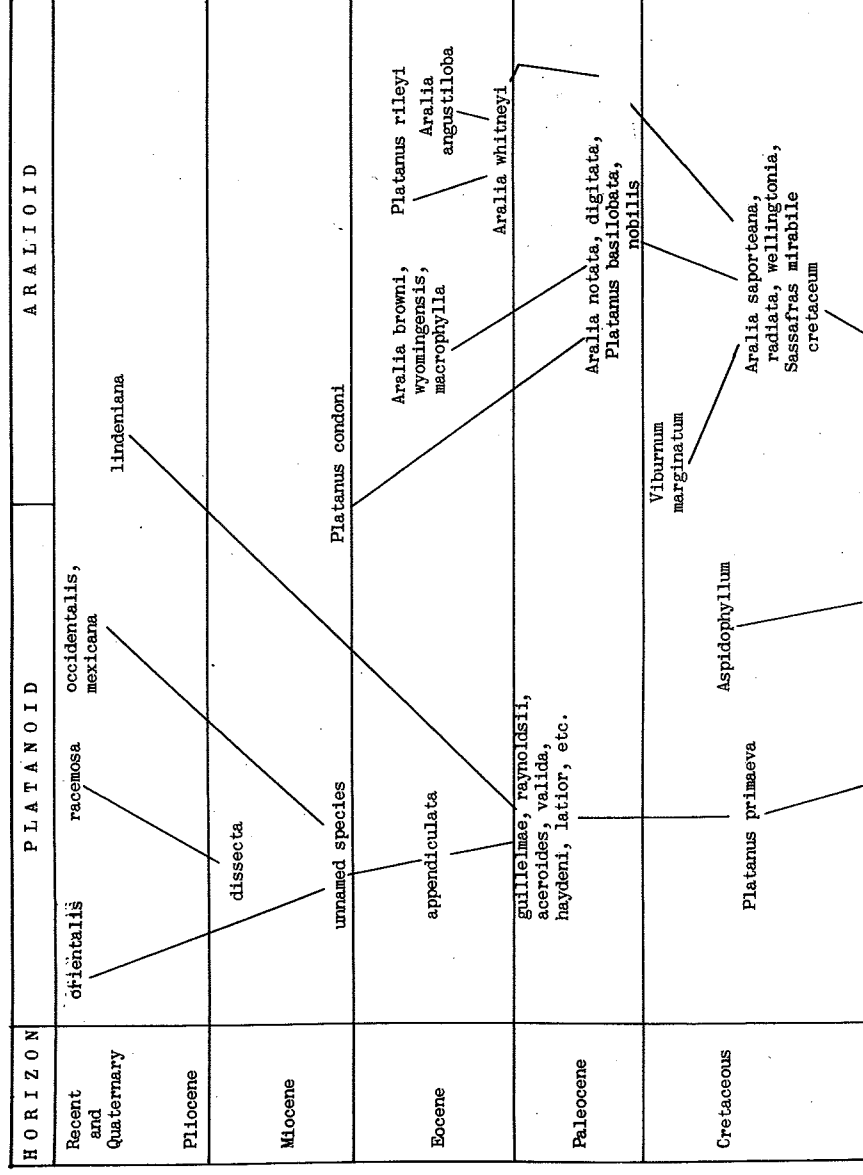 HORIZON
PLATANOID
ARALIOID
Recent
and
Quaternary
Pliocene
orientalis
racemosa
occidentalis,
mexicana
lindeniana
Miocene
dissecta
unnamed species
Platanus condoni
Eocene
appendiculata
Aralia browni,
wyomingensis,
macrophylla
Platanus rileyi
Aralia
angustiloba
Aralia whitneyi
Paleocene
guillelmae, raynoldsii,
aceroides, valida,
haydeni, latior, etc.
Aralia notata, digitata,
Platanus basilobata,
nobilis
Cretaceous
Platanus primaeva
Aspidophyllum
Viburnum
marginatum
Aralia saporteana,
radiata, wellingtonia,
Sassafras mirabile
cretaceum